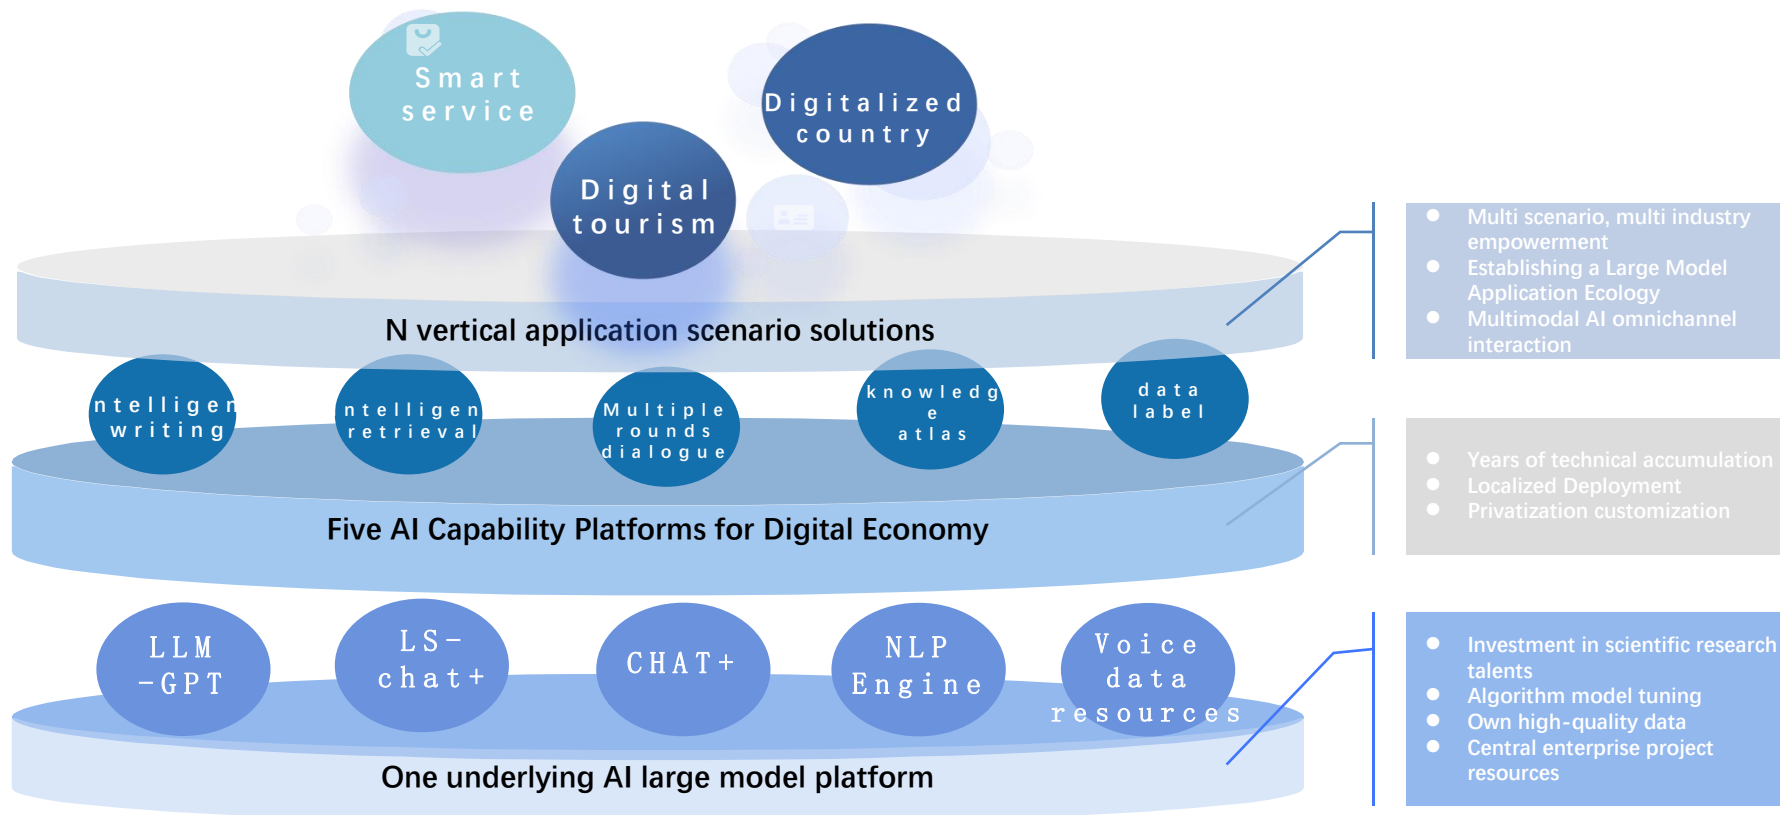 Smart
service
Digitalized
country
Digital
tourism
N vertical application scenario solutions
● Multi scenario, multi industry
empowerment
● Establishing a Large Model
Application Ecology
● Multimodal AI omnichannel
interaction
ntelligen
writing
ntelligen
retrieval
Multiple
rounds
dialogue
knowledg
e
atlas
data
label
Five AI Capability Platforms for Digital Economy
● Years of technical accumulation
● Localized Deployment
● Privatization customization
LLM
-GPT
LS-
chat+
CHAT+
NLP
Engine
Voice
data
resources
One underlying AI large model platform
● Investment in scientific research
talents
● Algorithm model tuning
● Own high-quality data
● Central enterprise project
resources